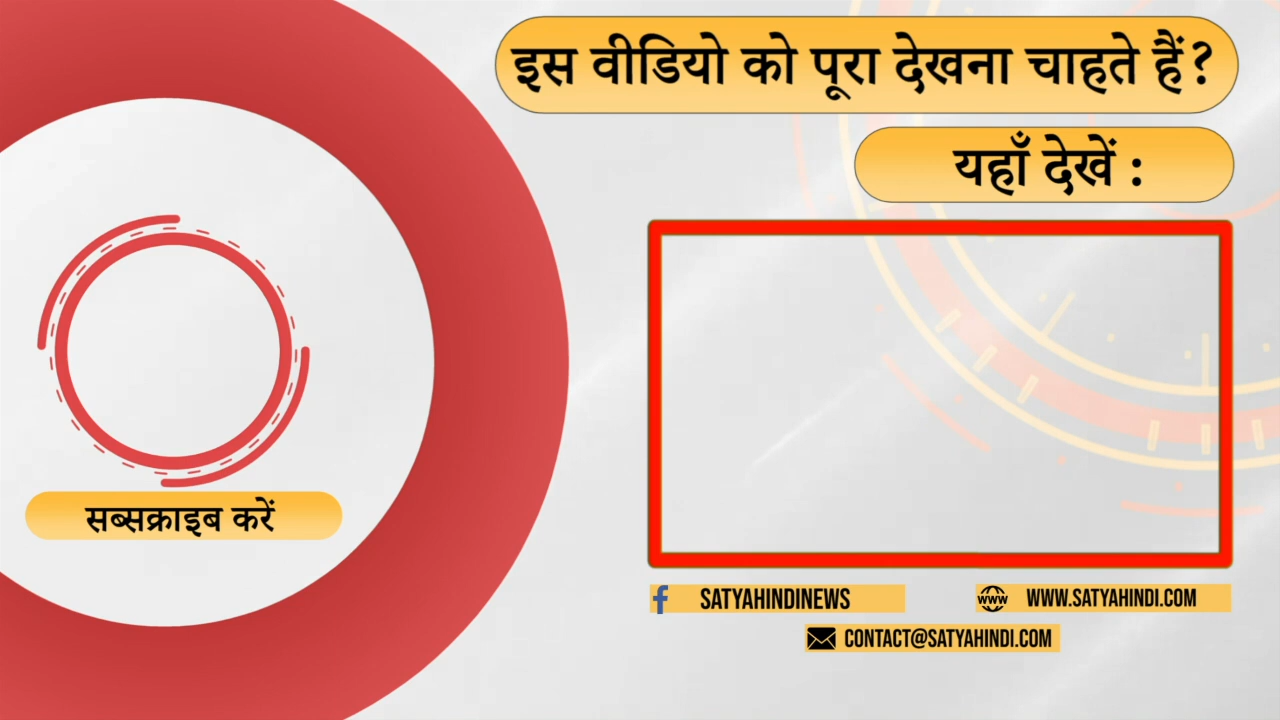 इस वीडियो को पूरा देखना चाहते हैं?
यहाँ देखें :
सब्सक्राइब करें
SATYAHINDINEWS
WWW.SATYAHINDI.COM
CONTACT@SATYAHINDI.COM